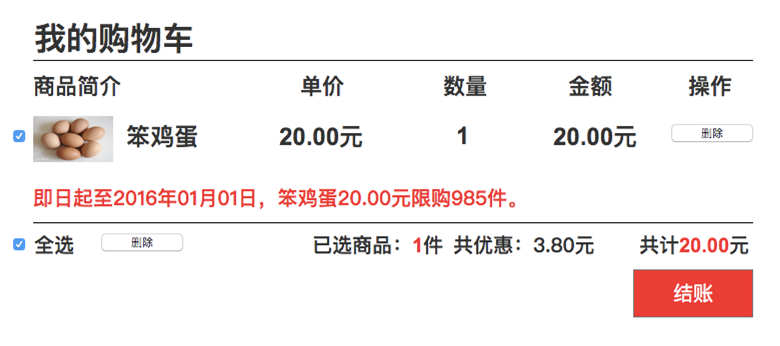 我的购物车
商品简介 单价 数量 金额 操作
笨鸡蛋 20.00元 1 20.00元 删除
即日起至2016年01月01日，笨鸡蛋20.00元限购985件。
全选 删除 已选商品：1件 共优惠：3.80元 共计20.00元
结账